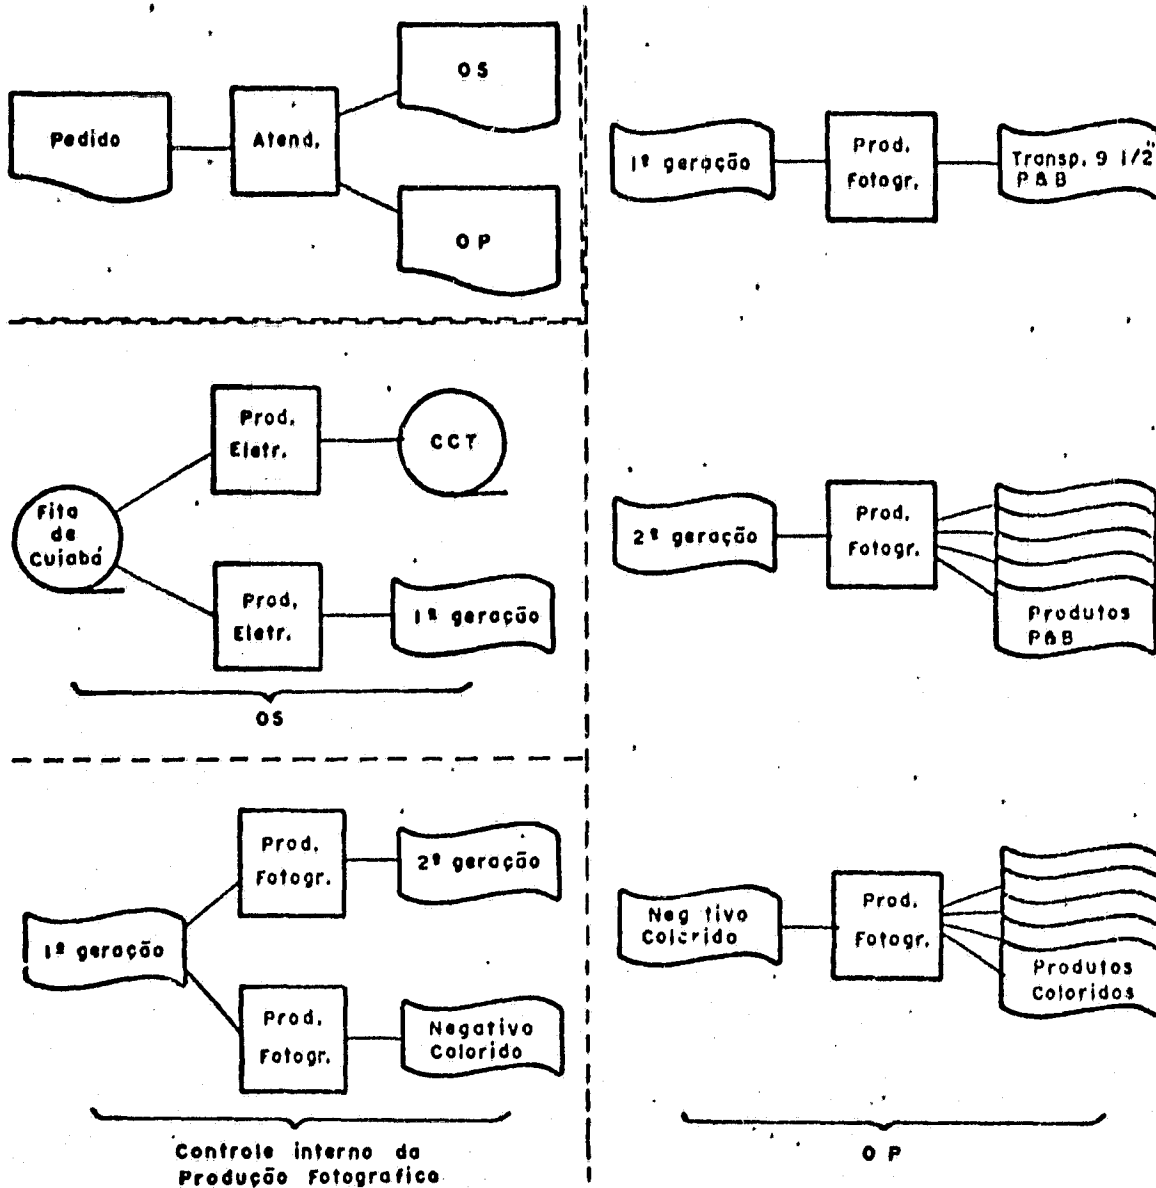 Pedido
Atend.
OS
OP
Prod.
Eletr.
CCT
Fita
de
Cuiabá
Prod.
Eletr.
1ª geração
OS
Prod.
Fotogr.
2ª geração
1ª geração
Prod.
Fotogr.
Negativo
Colorido
Controle interno da
Produção Fotografica
1ª geração
Prod.
Fotogr.
Transp. 9 1/2"
P&B
2ª geração
Prod.
Fotogr.
Produtos
P&B
Neg tivo
Colorido
Prod.
Fotogr.
Produtos
Coloridos
OP